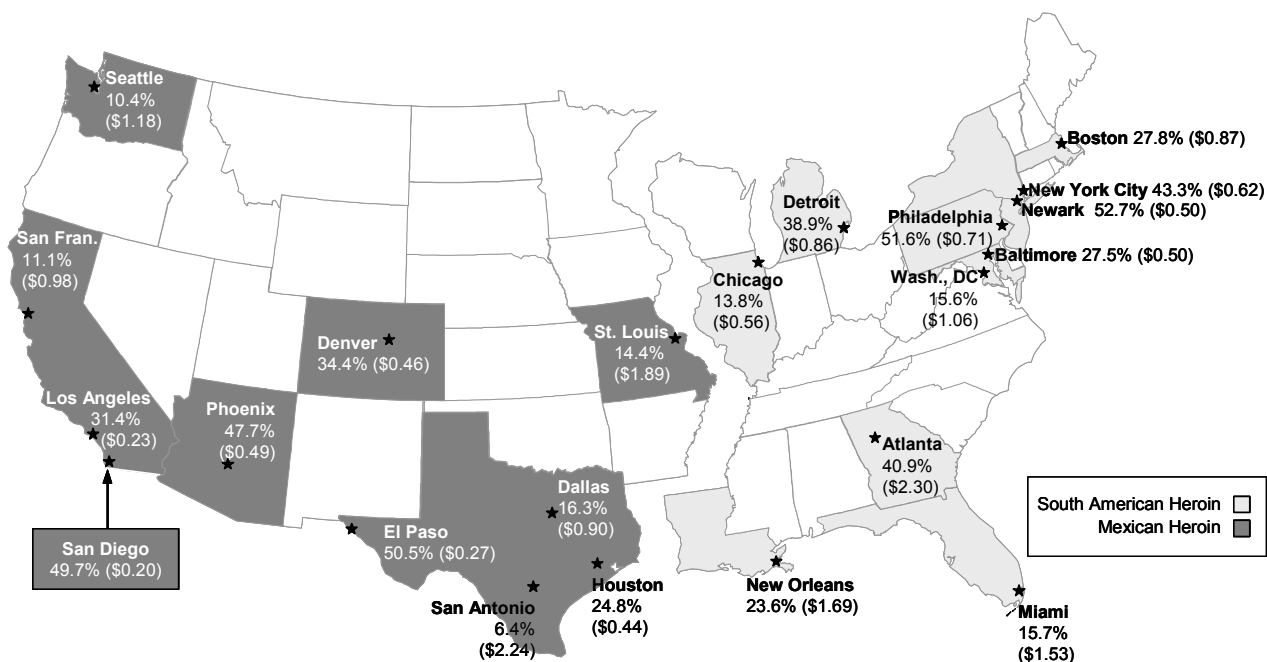 Seattle
10.4%
($1.18)
Boston 27.8% ($0.87)
New York City 43.3% ($0.62)
Newark 52.7% ($0.50)
Detroit
38.9%
($0.86)
Philadelphia
51.6% ($0.71)
Baltimore 27.5% ($0.50)
Wash., DC
15.6%
($1.06)
San Fran.
11.1%
($0.98)
Chicago
13.8%
($0.56)
St. Louis
14.4%
($1.89)
Denver
34.4% ($0.46)
Los Angeles
31.4%
($0.23)
Phoenix
47.7%
($0.49)
Atlanta
40.9%
($2.30)
Dallas
16.3%
($0.90)
El Paso
50.5% ($0.27)
South American Heroin
Mexican Heroin
San Diego
49.7% ($0.20)
Houston
24.8%
($0.44)
San Antonio
6.4%
($2.24)
New Orleans
23.6% ($1.69)
Miami
15.7%
($1.53)